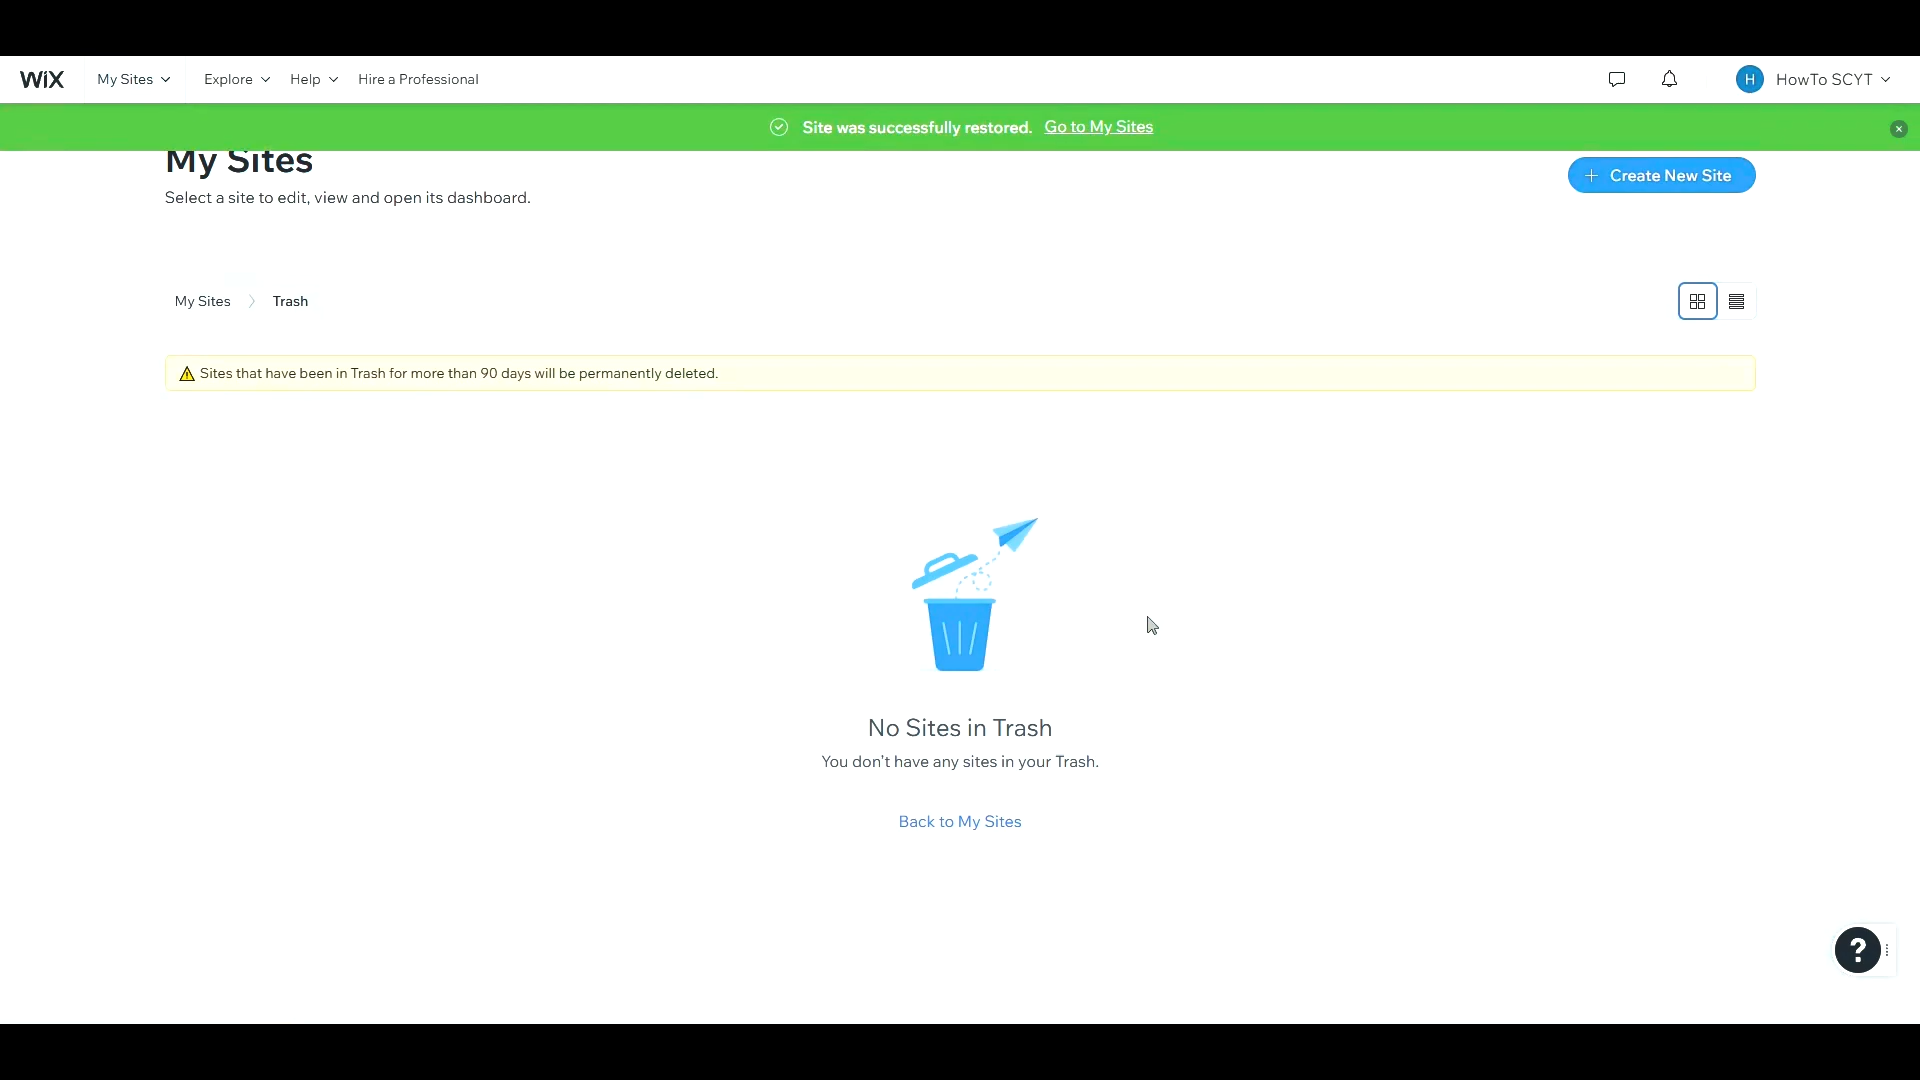 WiX My Sites Explore Help Hire a Professional H HowTo SCYT
Site was successfully restored. Go to My Sites
My Sites
Create New Site
Select a site to edit, view and open its dashboard.
My Sites Trash
Sites that have been in Trash for more than 90 days will be permanently deleted.
No Sites in Trash
You don't have any sites in your Trash.
Back to My Sites
?